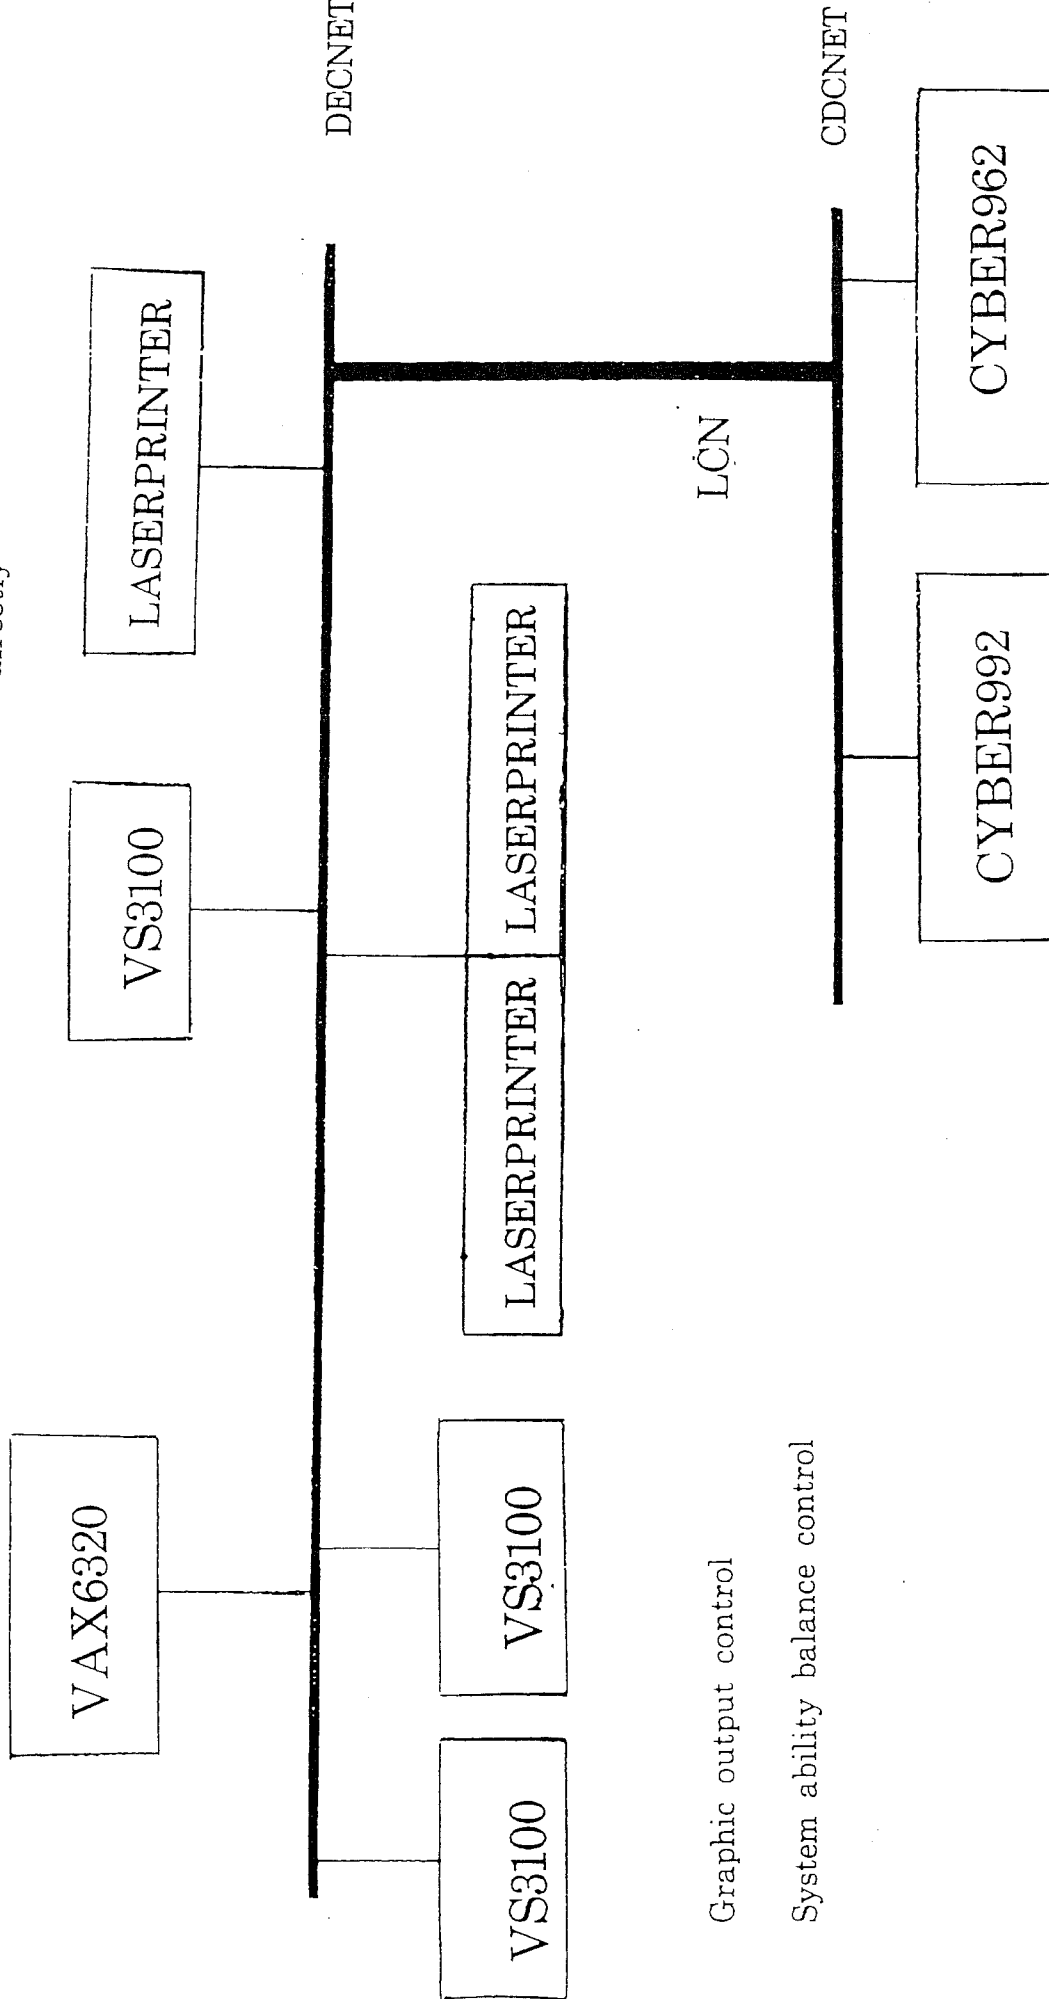 VAX6320
VS3100
LASERPRINTER
DECNET
VS3100
VS3100
LASERPRINTER
LASERPRINTER
LCN
Graphic output control
System ability balance control
CDCNET
CYBER992
CYBER962